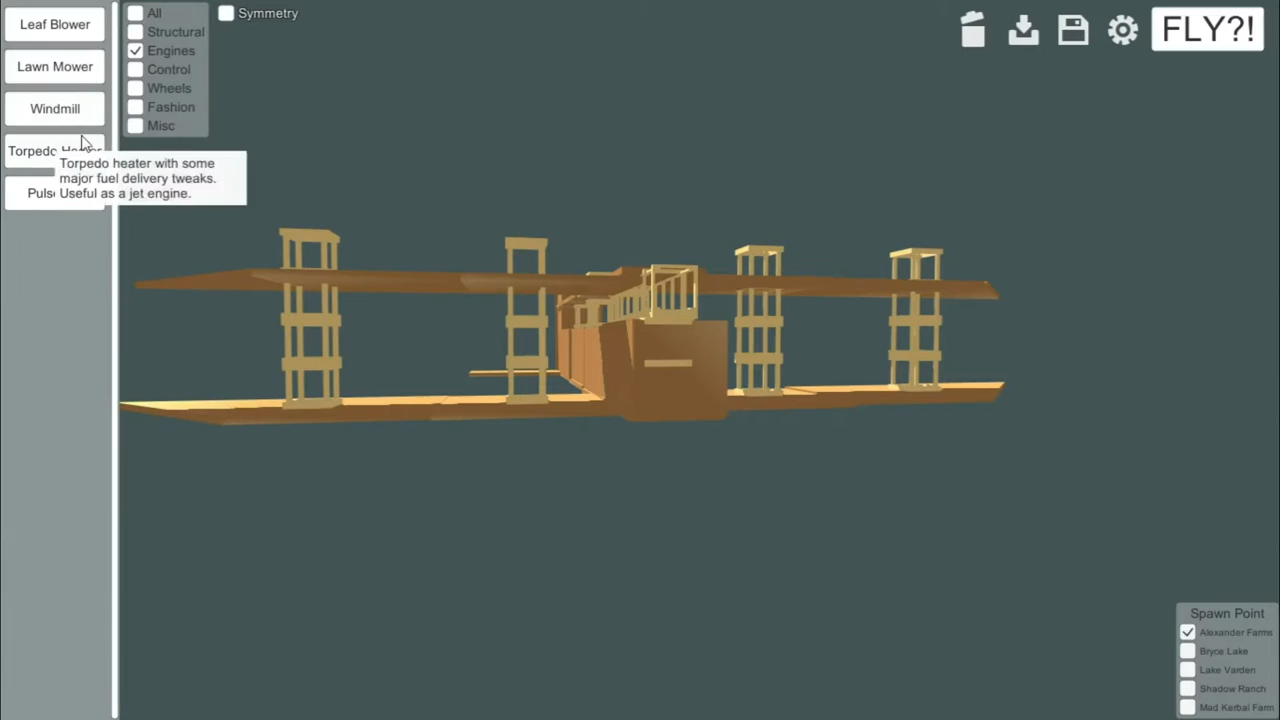 Leaf Blower
Lawn Mower
Windmill
Torpedo
Puls
Torpedo heater with some
major fuel delivery tweaks.
Useful as a jet engine.
All
Structural
Engines
Control
Wheels
Fashion
Misc
Symmetry
FLY?!
Spawn Point
Alexander Farms
Bryce Lake
Lake Varden
Shadow Ranch
Mad Kerbal Farm